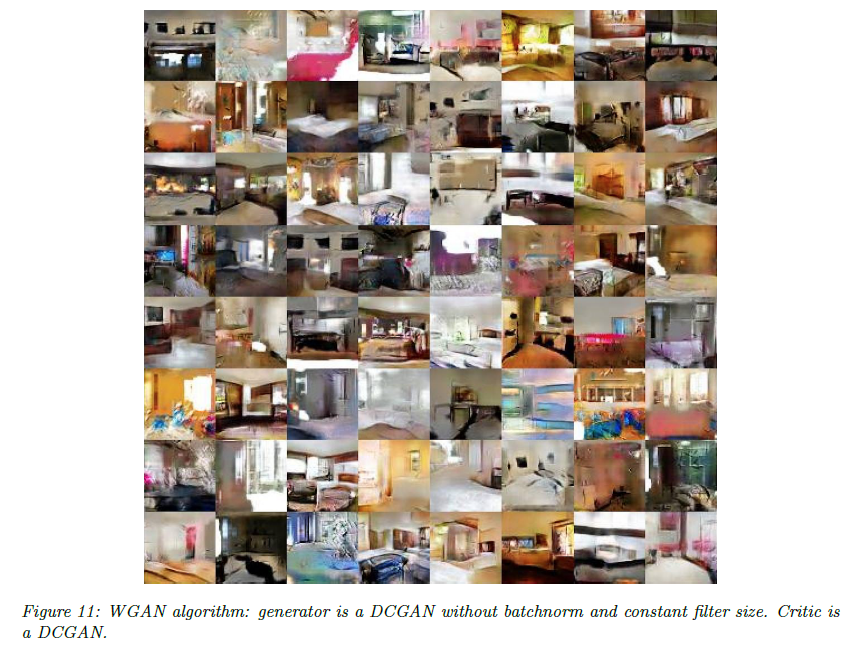 Figure 11: WGAN algorithm: generator is a DCGAN without batchnorm and constant filter size. Critic is
a DCGAN.